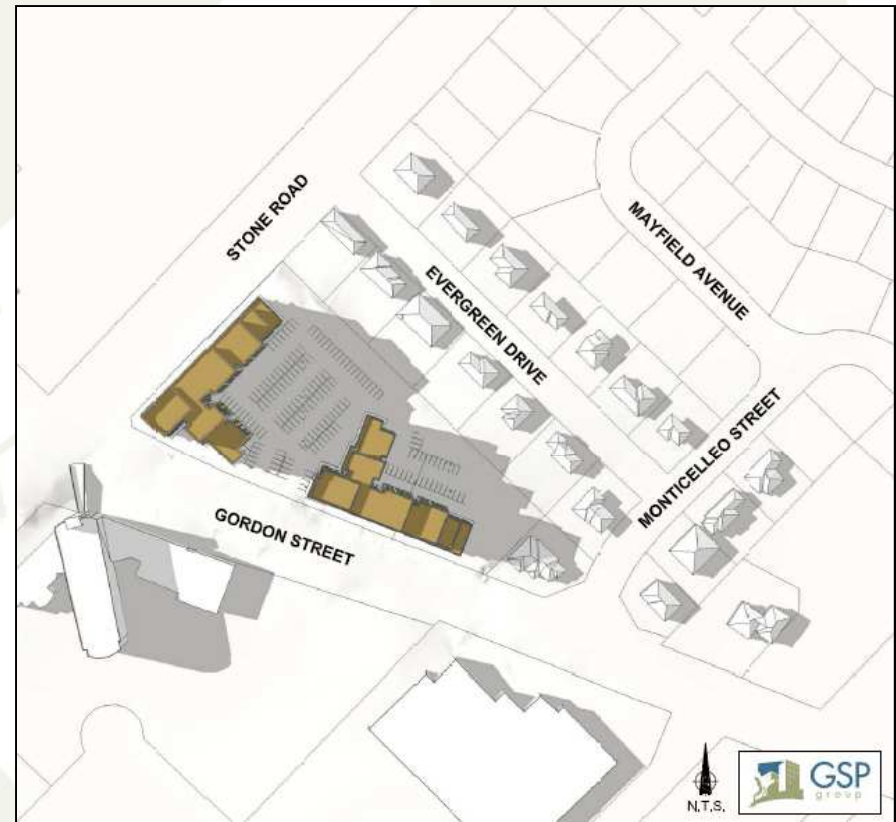 STONE ROAD
MAYFIELD AVENUE
EVERGREEN DRIVE
MONTICELLEO STREET
GORDON STREET
N.T.S.
GSP
group